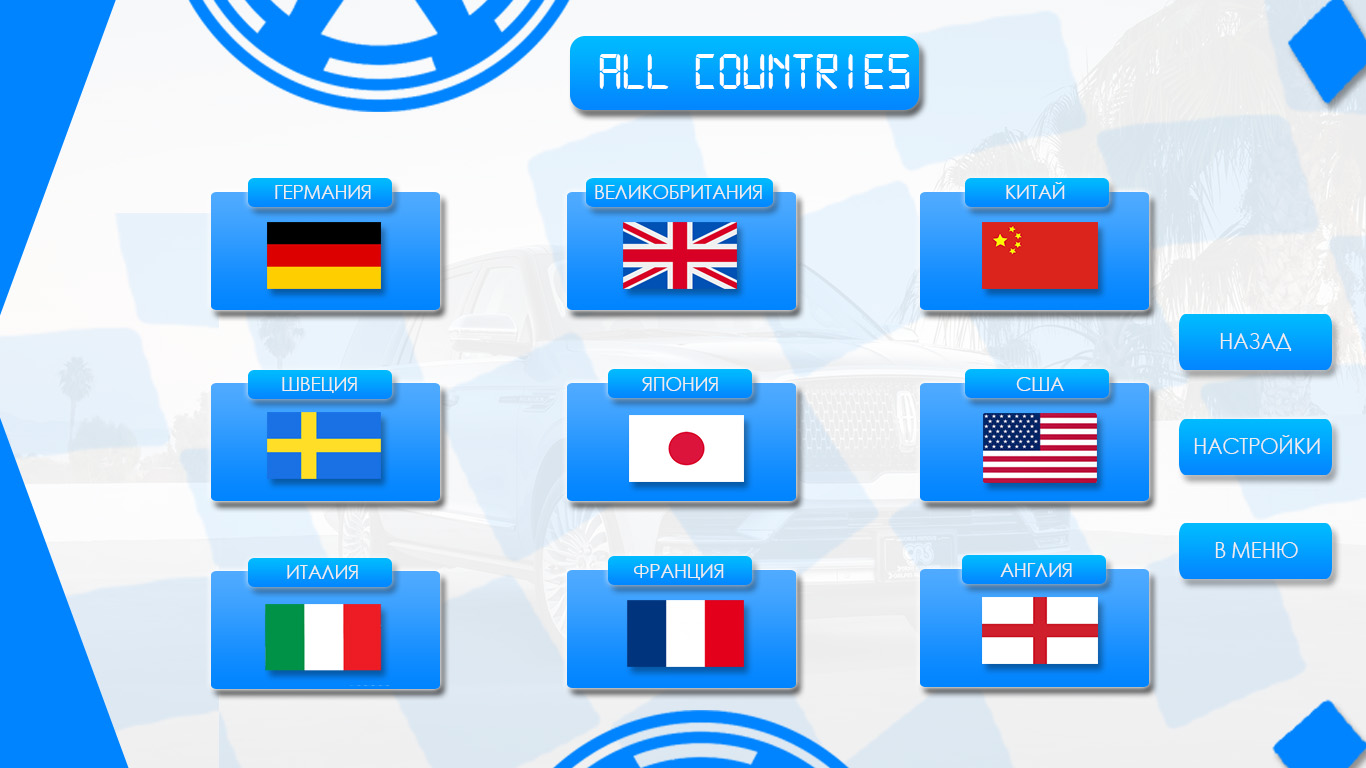 ALL COUNTRIES
ГЕРМАНИЯ
ВЕЛИКОБРИТАНИЯ
КИТАЙ
НАЗАД
ШВЕЦИЯ
ЯПОНИЯ
США
НАСТРОЙКИ
В МЕНЮ
ИТАЛИЯ
ФРАНЦИЯ
АНГЛИЯ